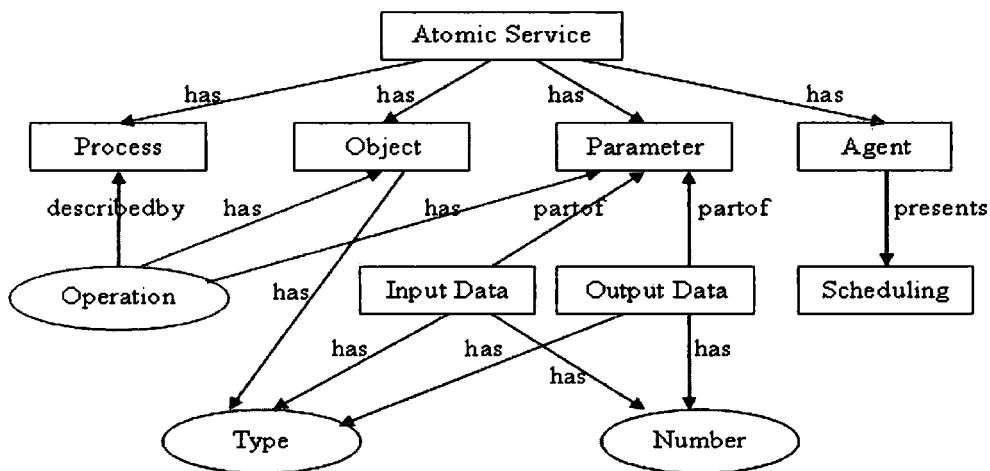 Atomic Service
has
has
has
has
Process
Object
Parameter
Agent
describedby
has
has
partof
partof
presents
Operation
has
Input Data
Output Data
Scheduling
has
has
has
has
Type
Number